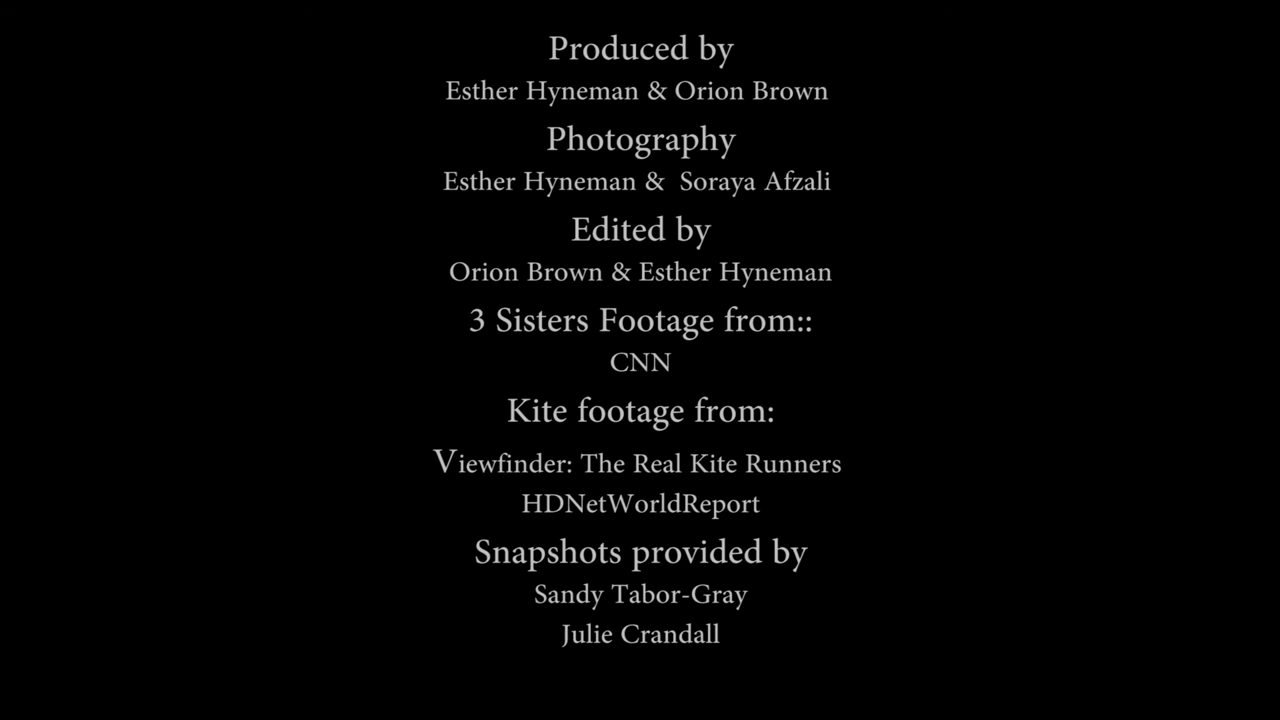 Produced by
Esther Hyneman & Orion Brown
Photography
Esther Hyneman &  Soraya Afzali
Edited by
Orion Brown & Esther Hyneman
3 Sisters Footage from::
CNN
Kite footage from:
Viewfinder: The Real Kite Runners
HDNetWorldReport
Snapshots provided by
Sandy Tabor-Gray
Julie Crandall